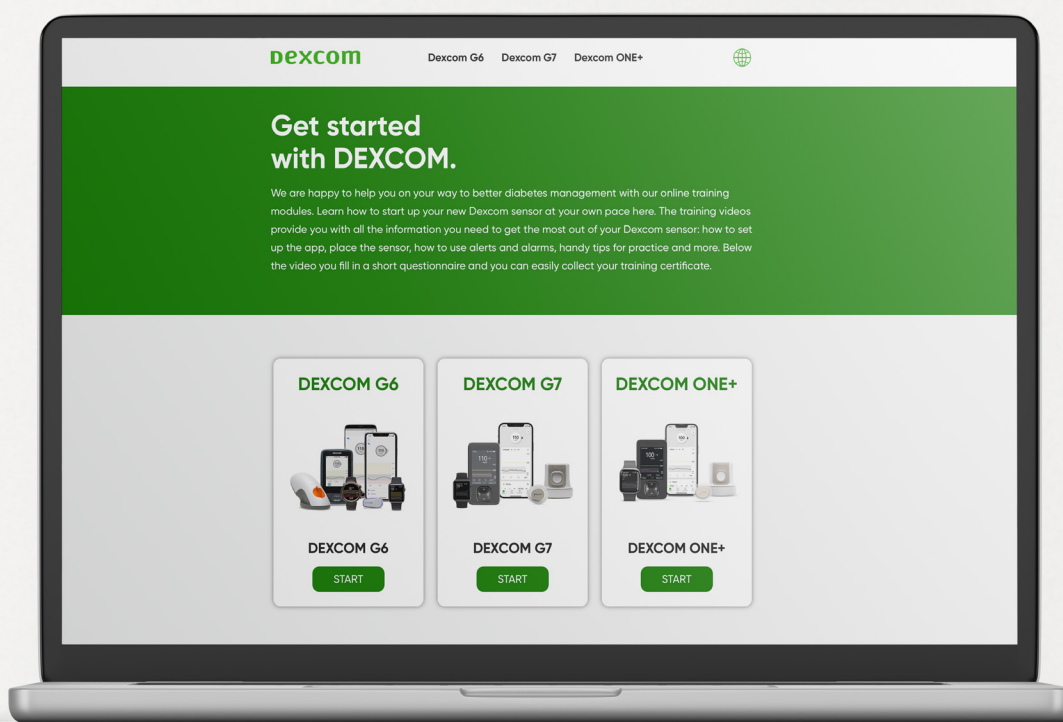 Dexcom
Dexcom G6 Dexcom G7 Dexcom ONE+
Get started
with DEXCOM.
We are happy to help you on your way to better diabetes management with our online training
modules. Learn how to start up your new Dexcom sensor at your own pace here. The training videos
provide you with all the information you need to get the most out of your Dexcom sensor: how to set
up the app, place the sensor, how to use alerts and alarms, handy tips for practice and more. Below
the video you fill in a short questionnaire and you can easily collect your training certificate.
DEXCOM G6 DEXCOM G7 DEXCOM ONE+
110
100
100
100
DEXCOM G6 DEXCOM G7 DEXCOM ONE+
START START START